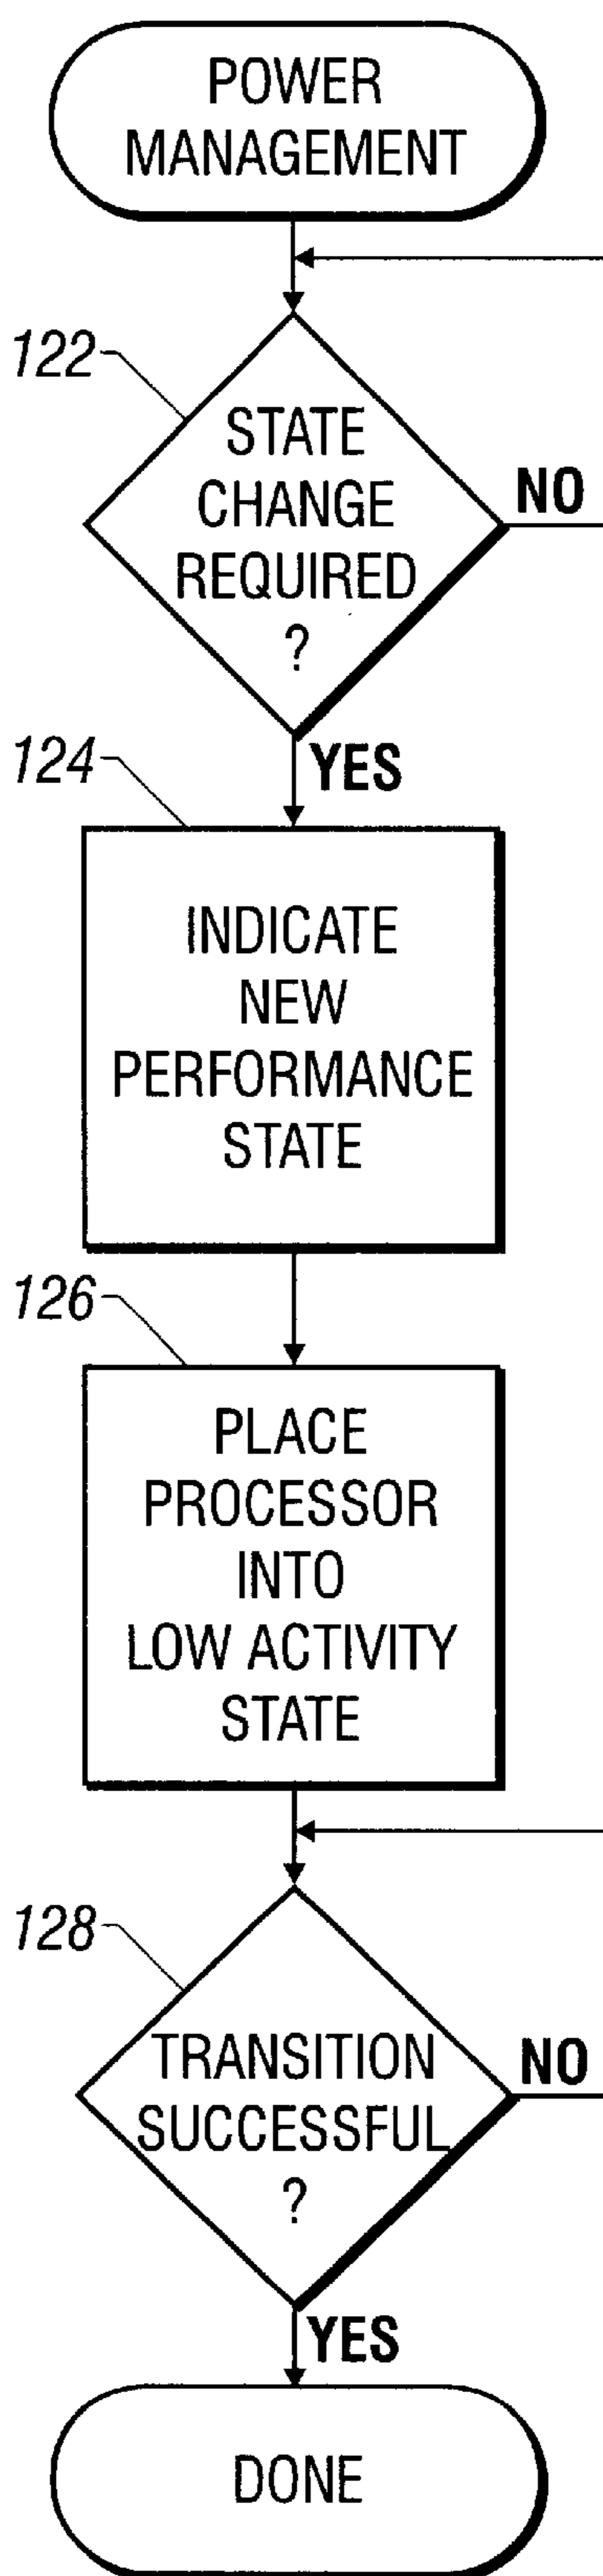 POWER
MANAGEMENT
122
STATE
CHANGE
REQUIRED
?
NO
YES
124
INDICATE
NEW
PERFORMANCE
STATE
126
PLACE
PROCESSOR
INTO
LOW ACTIVITY
STATE
128
TRANSITION
SUCCESSFUL
?
NO
YES
DONE